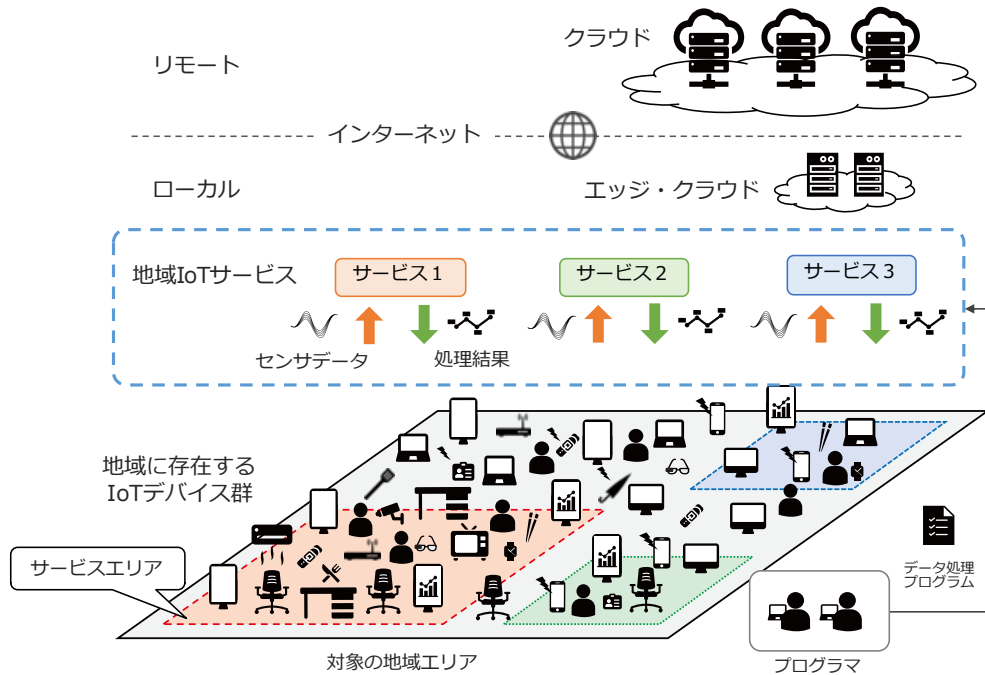 クラウド
リモート
インターネット
ローカル
エッジ・クラウド
地域IoTサービス
サービス1
サービス2
サービス3
センサデータ
処理結果
地域に存在する
IoTデバイス群
サービスエリア
データ処理
プログラム
対象の地域エリア
プログラマ